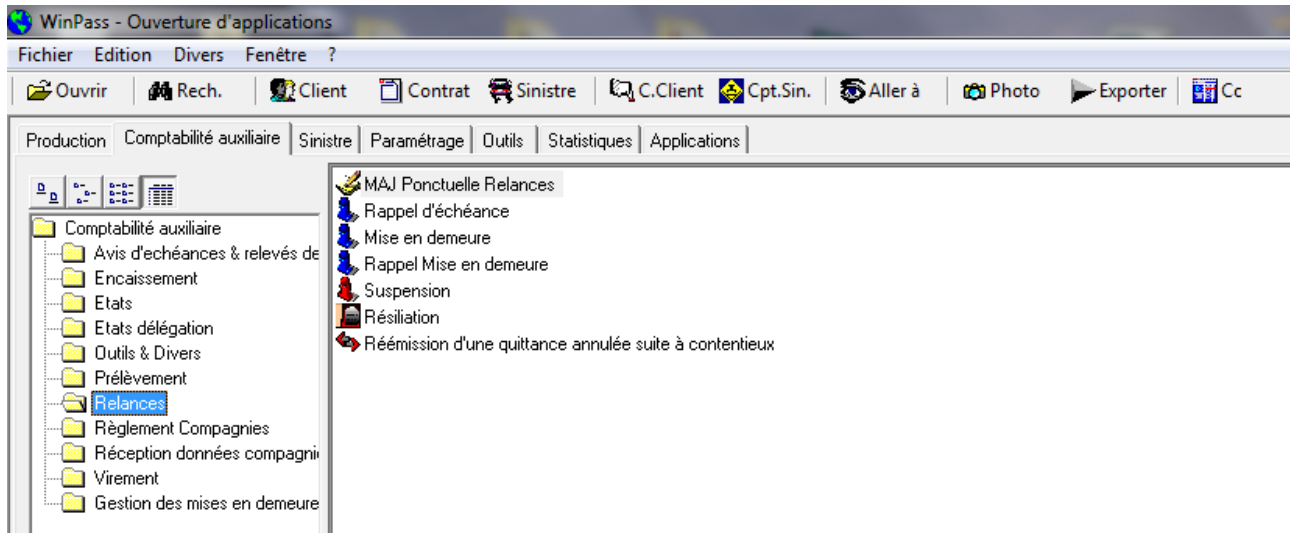 WinPass - Ouverture d'applications
Fichier Edition Divers Fenêtre ?
Ouvrir Rech. Client Contrat Sinistre C.Client Cpt.Sin. Aller à Photo Exporter Cc
Production Comptabilité auxiliaire Sinistre Paramétrage Outils Statistiques Applications
Comptabilité auxiliaire
Avis d'echéances & relevés de
Encaissement
Etats
Etats délégation
Outils & Divers
Prélèvement
Relances
Règlement Compagnies
Réception données compagni
Virement
Gestion des mises en demeure
MAJ Ponctuelle Relances
Rappel d'échéance
Mise en demeure
Rappel Mise en demeure
Suspension
Résiliation
Réémission d'une quittance annulée suite à contentieux